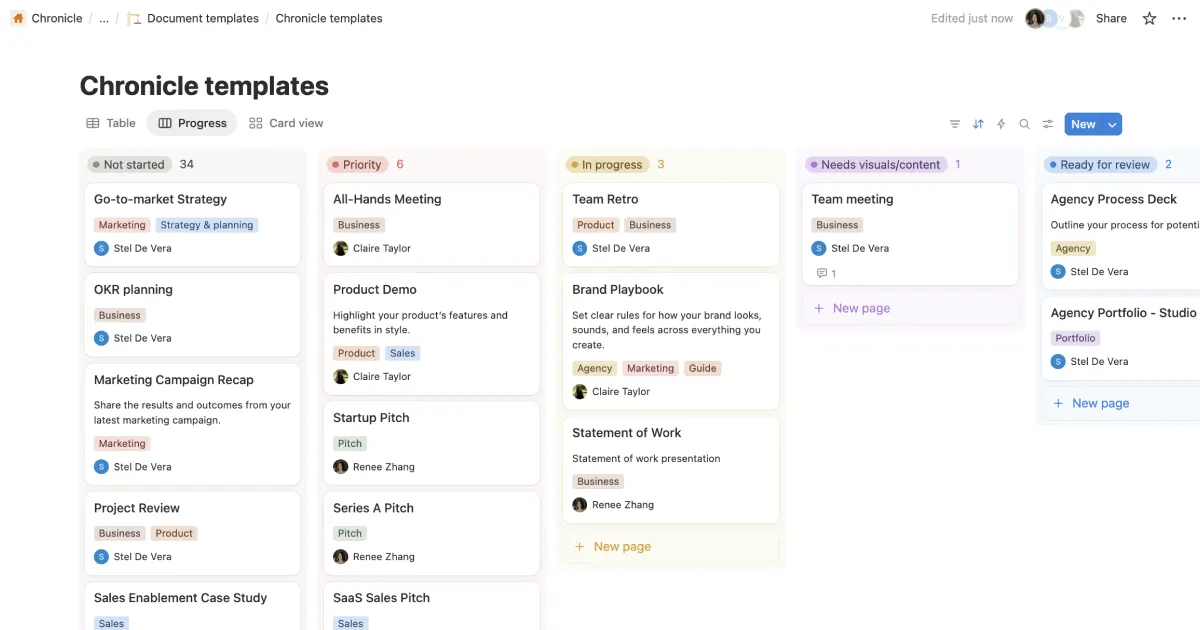 Chronicle / ... / Document templates / Chronicle templates
Edited just now
Share
Chronicle templates
Table
Progress
Card view
New
Not started 34
Go-to-market Strategy
Marketing Strategy & planning
S Stel De Vera
OKR planning
Business
S Stel De Vera
Marketing Campaign Recap
Share the results and outcomes from your
latest marketing campaign.
Marketing
S Stel De Vera
Project Review
Business Product
S Stel De Vera
Sales Enablement Case Study
Sales
Priority 6
All-Hands Meeting
Business
Claire Taylor
Product Demo
Highlight your product's features and
benefits in style.
Product Sales
Claire Taylor
Startup Pitch
Pitch
Renee Zhang
Series A Pitch
Pitch
Renee Zhang
SaaS Sales Pitch
Sales
In progress 3
Team Retro
Product Business
S Stel De Vera
Brand Playbook
Set clear rules for how your brand looks,
sounds, and feels across everything you
create.
Agency Marketing Guide
Claire Taylor
Statement of Work
Statement of work presentation
Business
Renee Zhang
+ New page
Needs visuals/content 1
Team meeting
Business
S Stel De Vera
1
+ New page
Ready for review 2
Agency Process Deck
Outline your process for potenti
Agency
S Stel De Vera
Agency Portfolio - Studio
Portfolio
S Stel De Vera
+ New page